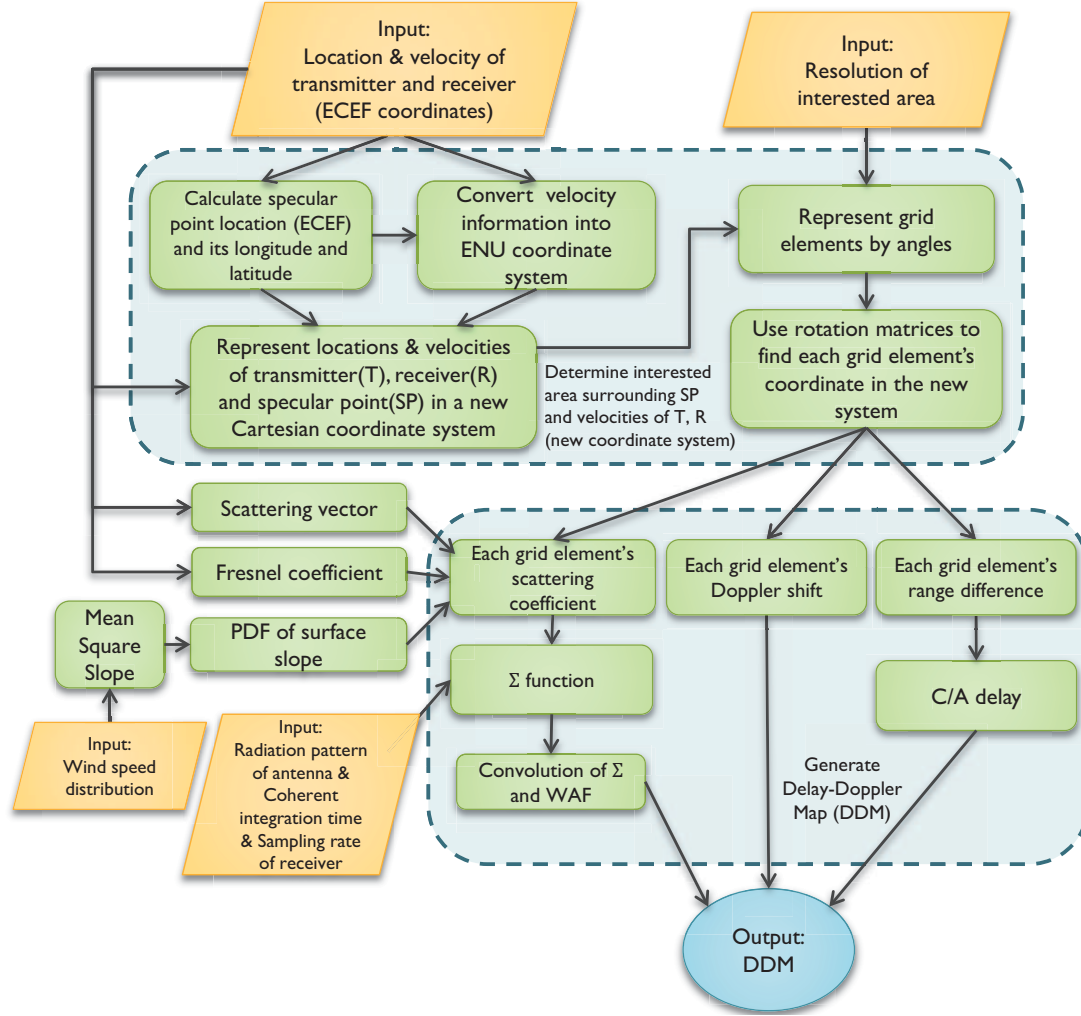 Input:
Location & velocity of
transmitter and receiver
(ECEF coordinates)
Input:
Resolution of
interested area
Calculate specular
point location (ECEF)
and its longitude and
latitude
Convert velocity
information into
ENU coordinate
system
Represent grid
elements by angles
Represent locations & velocities
of transmitter(T), receiver(R)
and specular point(SP) in a new
Cartesian coordinate system
Determine interested
area surrounding SP
and velocities of T, R
(new coordinate system)
Use rotation matrices to
find each grid element's
coordinate in the new
system
Scattering vector
Fresnel coefficient
Mean
Square
Slope
PDF of surface
slope
Each grid element's
scattering
coefficient
Each grid element's
Doppler shift
Each grid element's
range difference
Σ function
C/A delay
Input:
Wind speed
distribution
Input:
Radiation pattern
of antenna &
Coherent
integration time
& Sampling rate
of receiver
Convolution of Σ
and WAF
Generate
Delay-Doppler
Map (DDM)
Output:
DDM